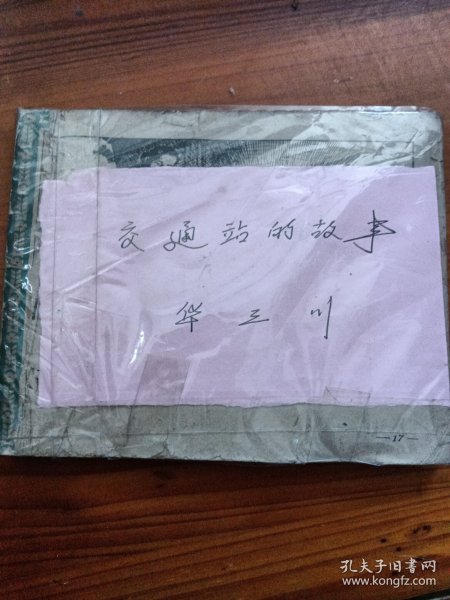 交通站的故事
华三川
—17—
孔夫子旧书网
www.kongfz.com